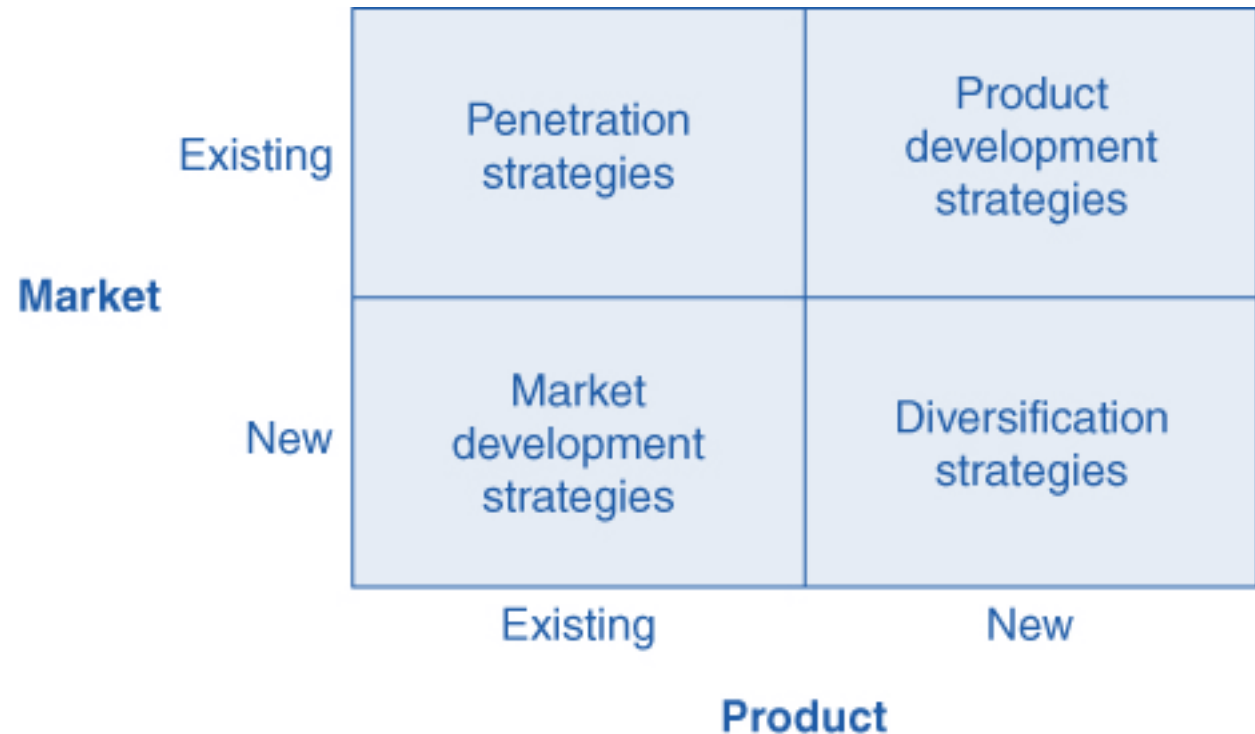 Existing
Penetration
strategies
Product
development
strategies
Market
New
Market
development
strategies
Diversification
strategies
Existing
New
Product